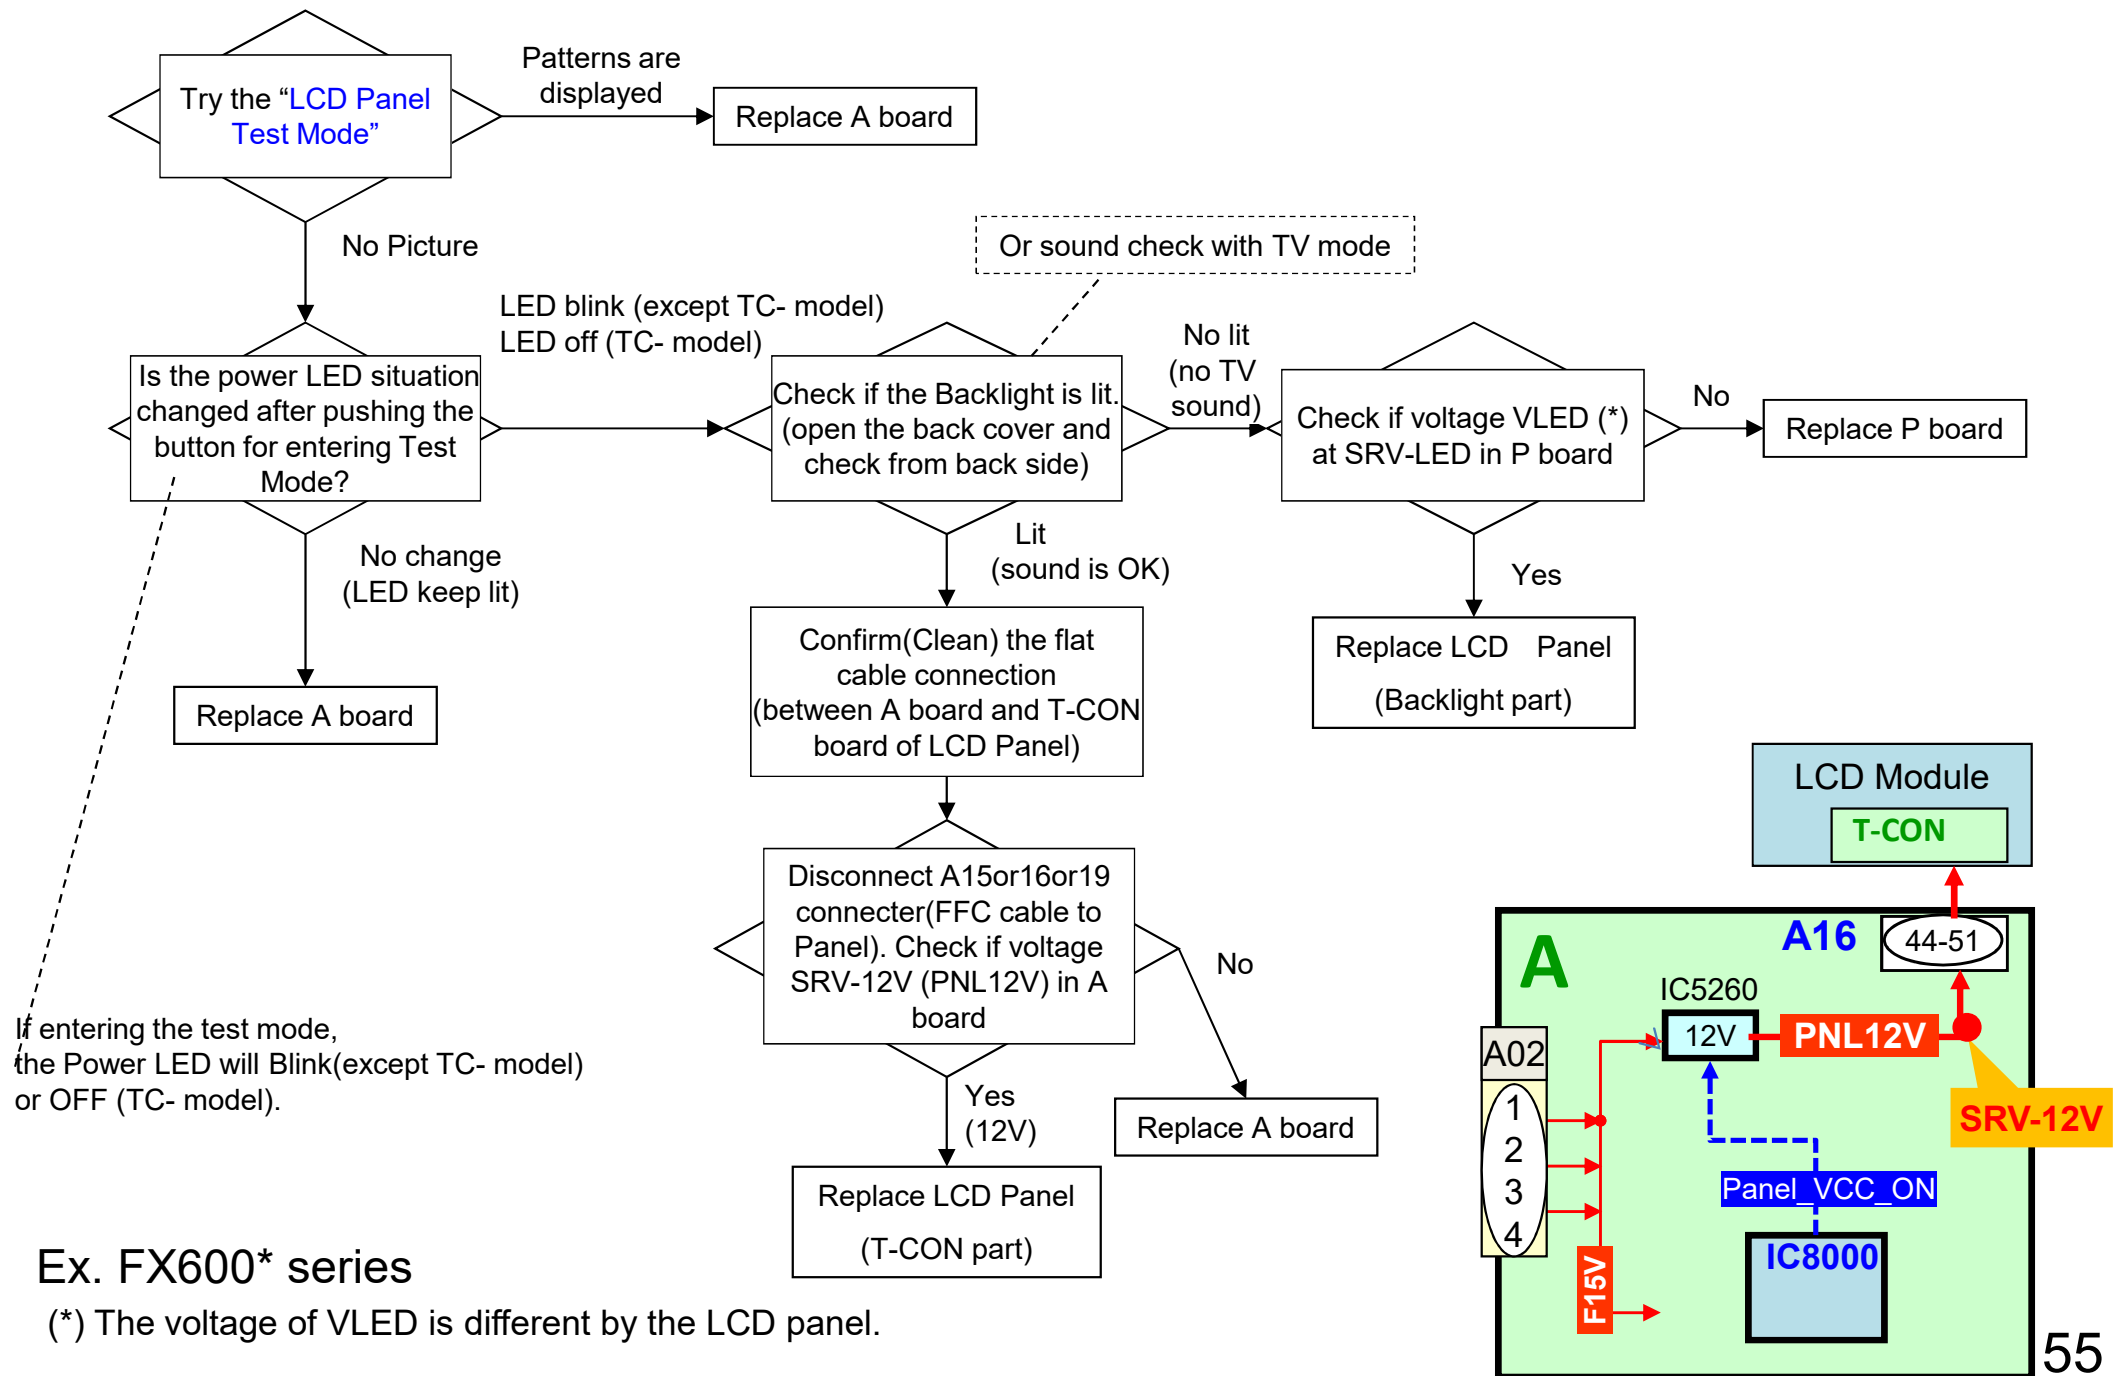 Try the “LCD Panel
Test Mode”
Patterns are
displayed
Replace A board
No Picture
Or sound check with TV mode
LED blink (except TC- model)
LED off (TC- model)
Is the power LED situation
changed after pushing the
button for entering Test
Mode?
Check if the Backlight is lit.
(open the back cover and
check from back side)
No lit
(no TV
sound)
Check if voltage VLED (*)
at SRV-LED in P board
No
Replace P board
No change
(LED keep lit)
Replace A board
Lit
(sound is OK)
Yes
Replace LCD Panel
(Backlight part)
Confirm(Clean) the flat
cable connection
(between A board and T-CON
board of LCD Panel)
Disconnect A15or16or19
connecter(FFC cable to
Panel). Check if voltage
SRV-12V (PNL12V) in A
board
No
Replace A board
Yes
(12V)
Replace LCD Panel
(T-CON part)
If entering the test mode,
the Power LED will Blink(except TC- model)
or OFF (TC- model).
LCD Module
T-CON
A
A16
44-51
IC5260
12V
PNL12V
A02
1
2
3
4
SRV-12V
Panel_VCC_ON
IC8000
F15V
Ex. FX600* series
(*) The voltage of VLED is different by the LCD panel.
55